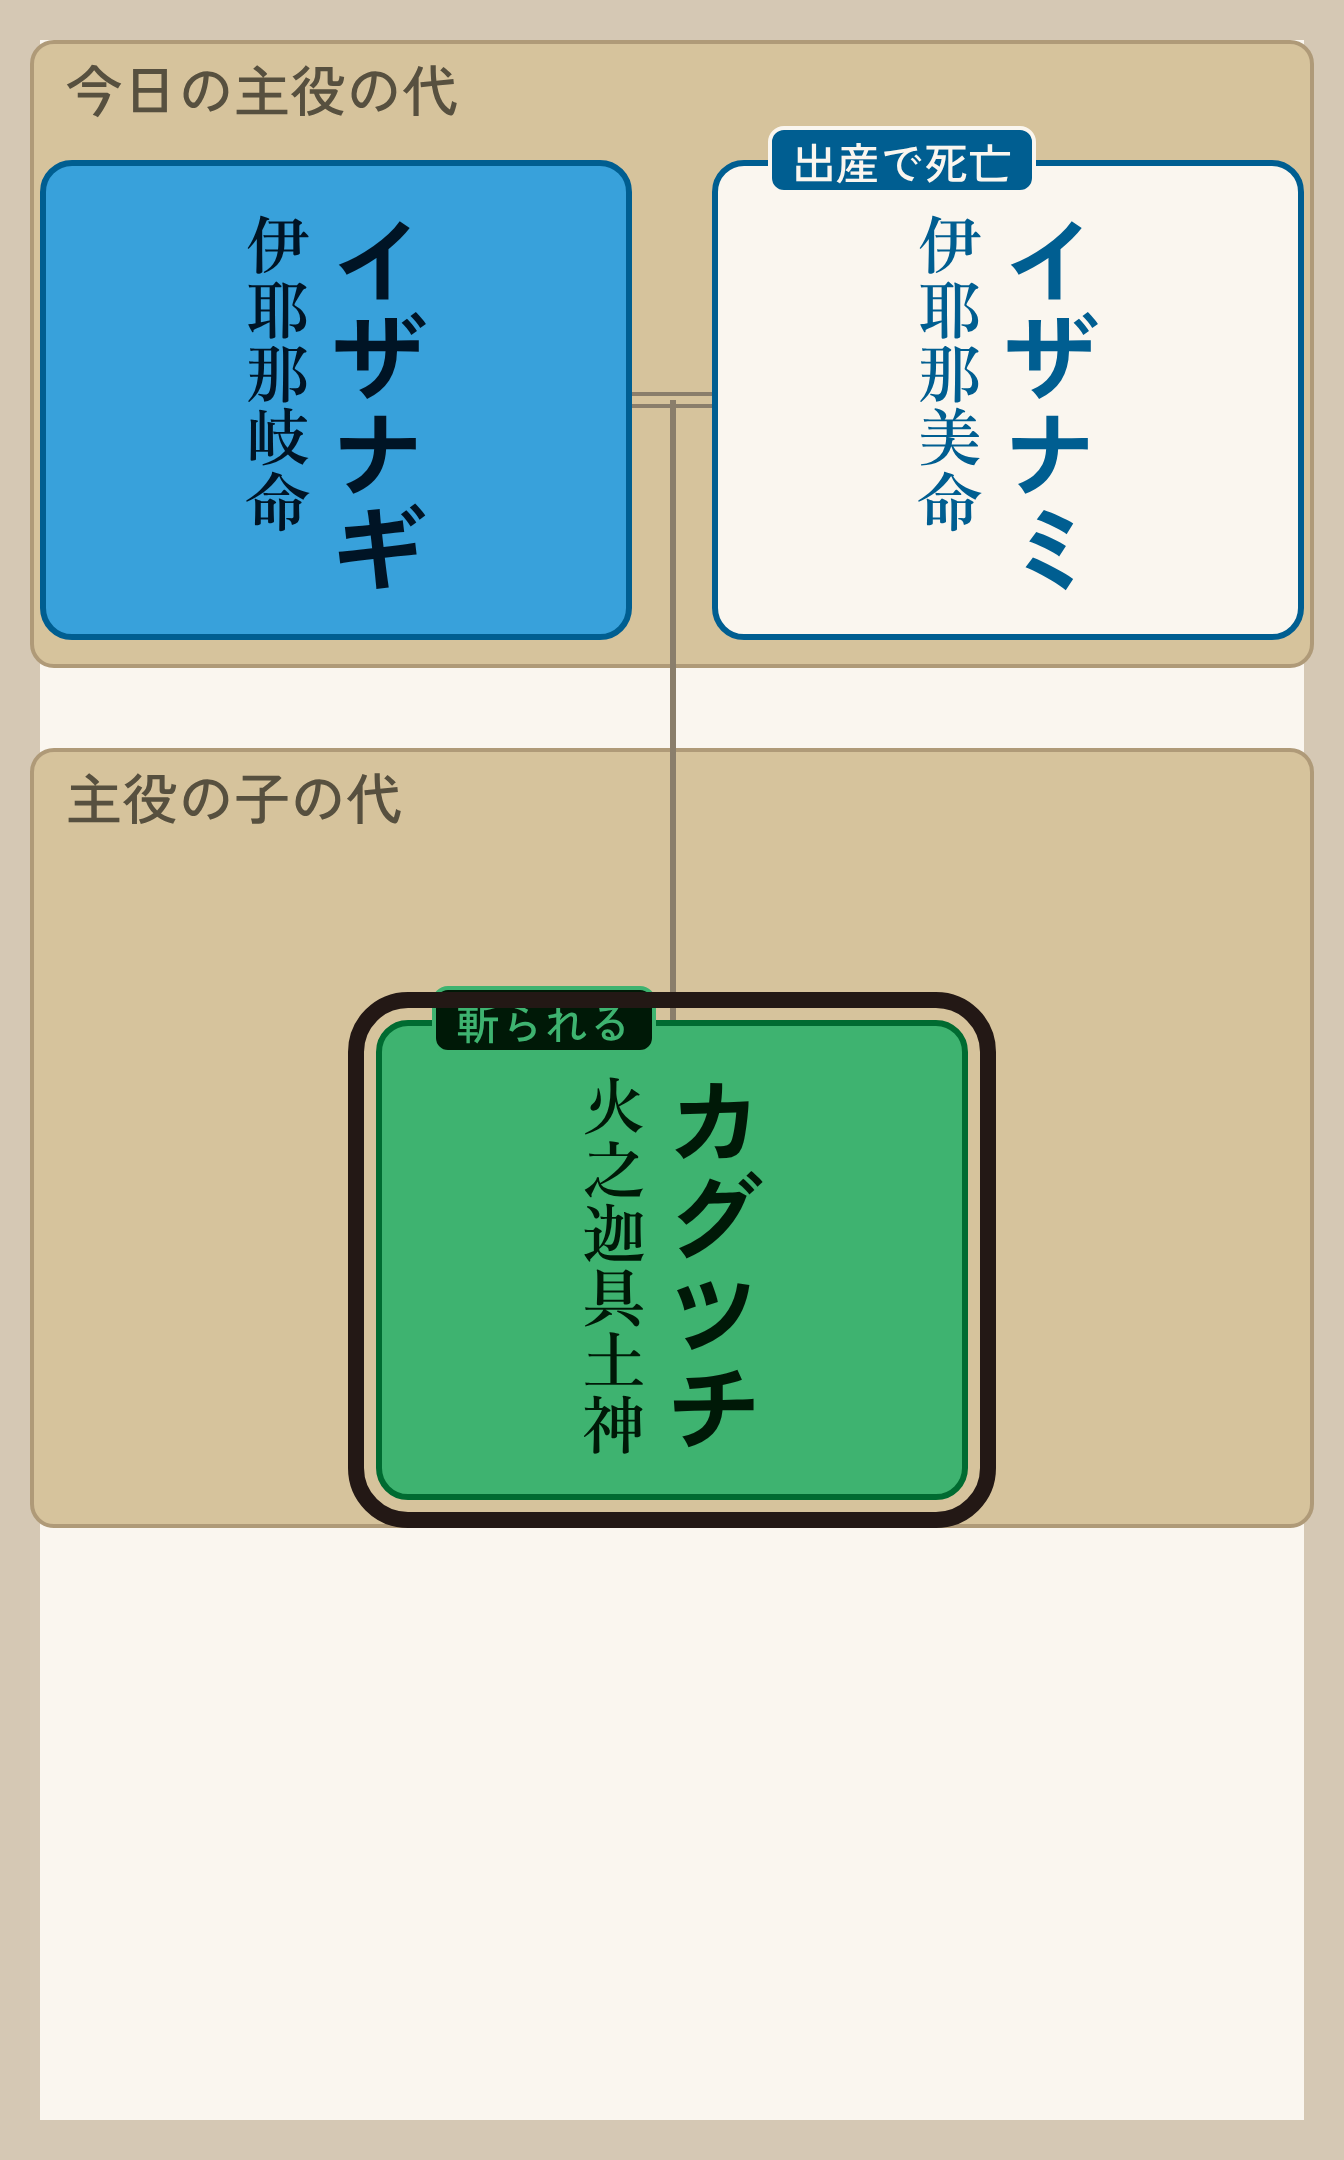 今日の主役の代
イザナギ
伊耶那岐命
出産で死亡
イザナミ
伊耶那美命
主役の子の代
斬られる
カグツチ
火之迦具土神